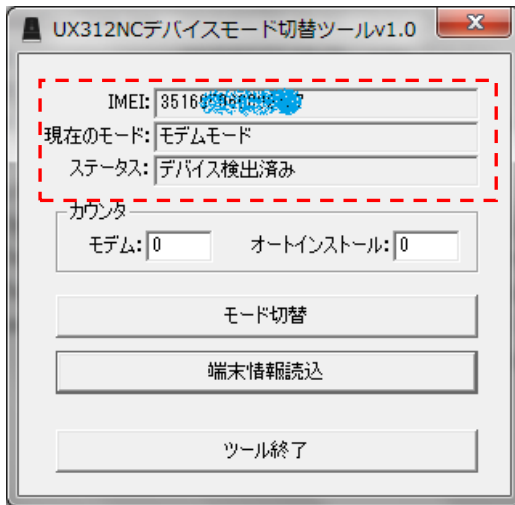 UX312NCデバイスモード切替ツールv1.0
IMEI: 3516
現在のモード: モデムモード
ステータス: デバイス検出済み
カウンタ
モデム: 0 オートインストール: 0
モード切替
端末情報読込
ツール終了